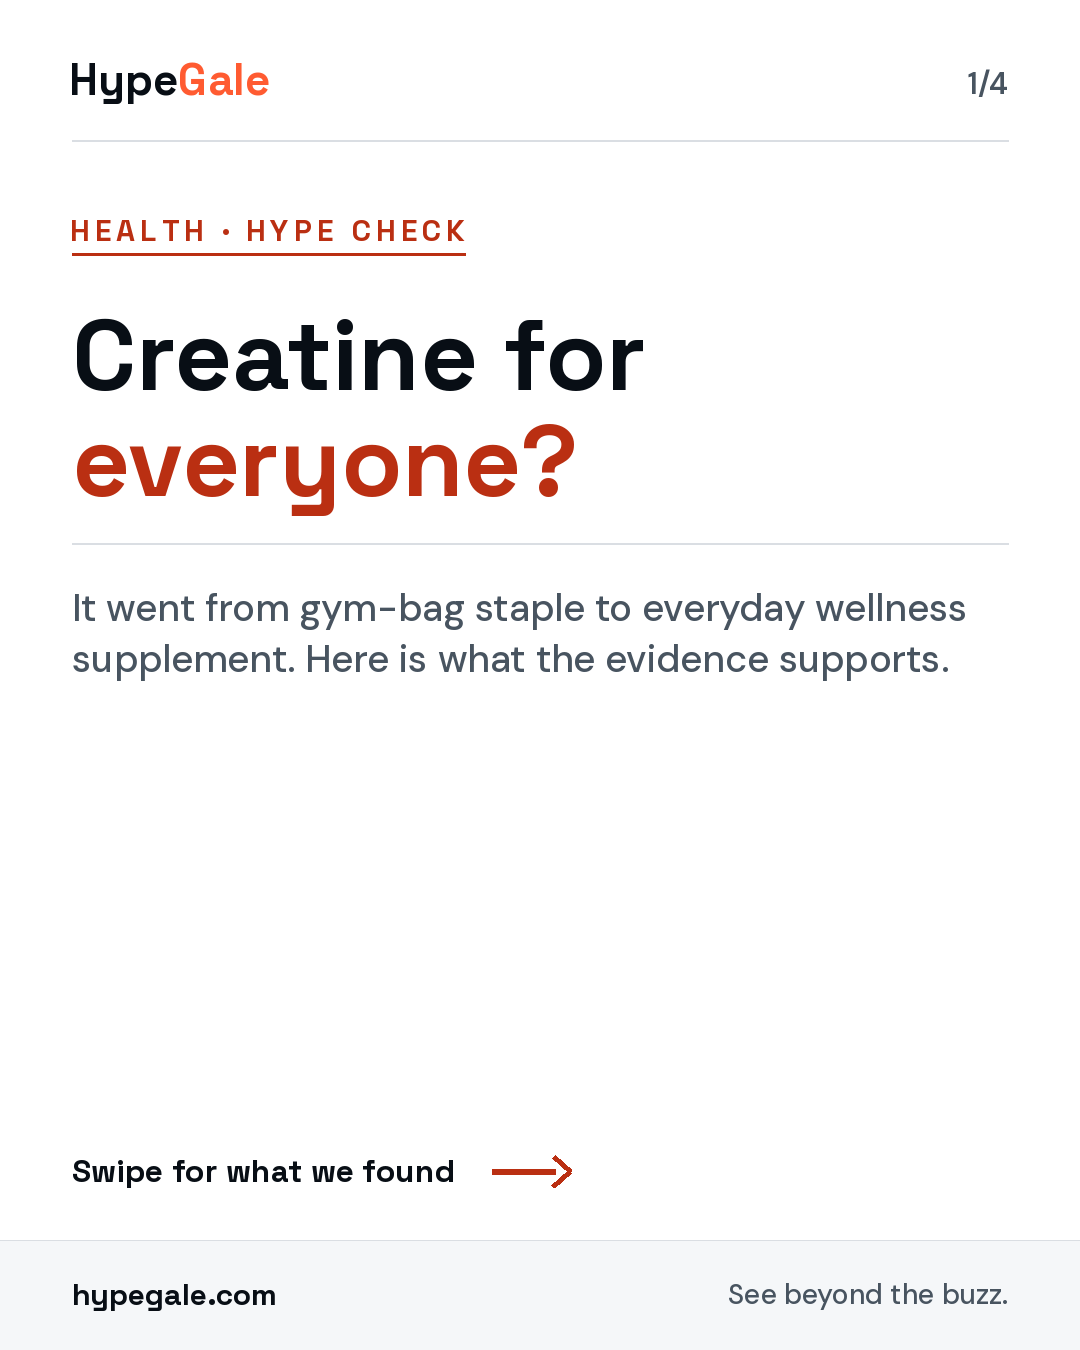 HypeGale
1/4
HEALTH · HYPE CHECK
Creatine for
everyone?
It went from gym-bag staple to everyday wellness
supplement. Here is what the evidence supports.
Swipe for what we found
hypegale.com
See beyond the buzz.